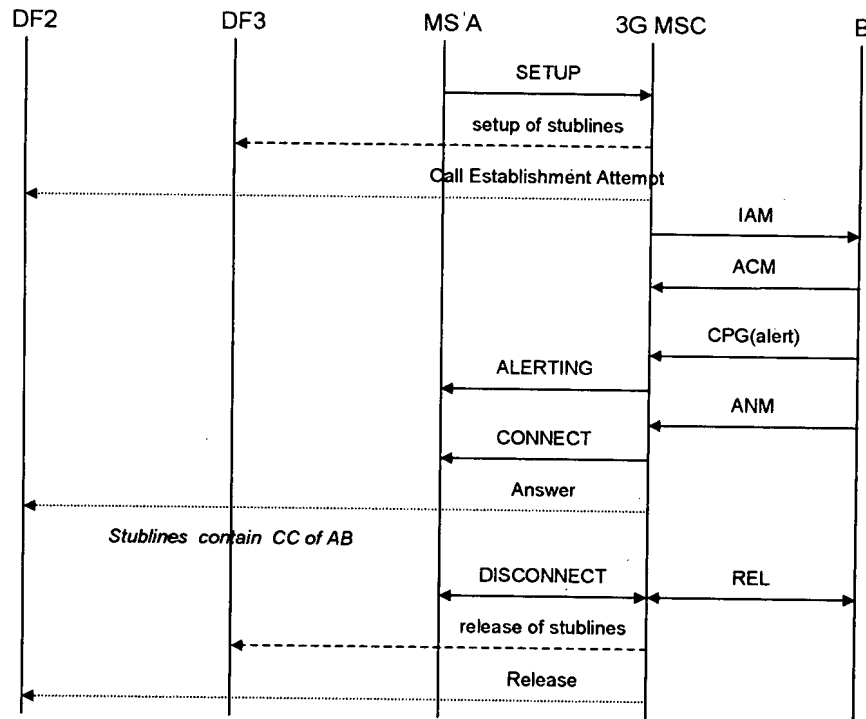 DF2 DF3 MS A 3G MSC B
SETUP
setup of stublines
Call Establishment Attempt
IAM
ACM
CPG(alert)
ALERTING
ANM
CONNECT
Answer
Stublines contain CC of AB
DISCONNECT REL
release of stublines
Release